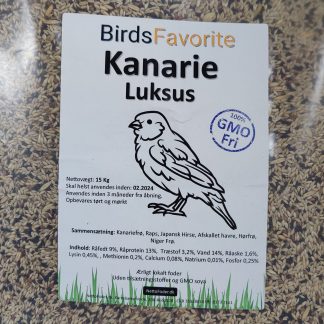 BirdsFavorite
Kanarie
Luksus
100%
GMO
Fri
Nettovægt: 15 Kg
Skal helst anvendes inden: 02.2024
Anvendes inden 3 måneder fra åbning.
Opbevares tørt og mørkt
Sammensætning: Kanariefrø, Raps, Japansk Hirse, Afskallet havre, Hørfrø,
Niger Frø
Indhold: Råfedt 9%, Råprotein 13%, Træstof 3,2%, Vand 14%, Råaske 1,6%,
Lysin 0,45%, , Methionin 0,2%, Calcium 0,08%, Natrium 0,01%, Fosfor 0,25%
Ærligt lokalt foder
Uden tilsætningsstoffer og GMO soya